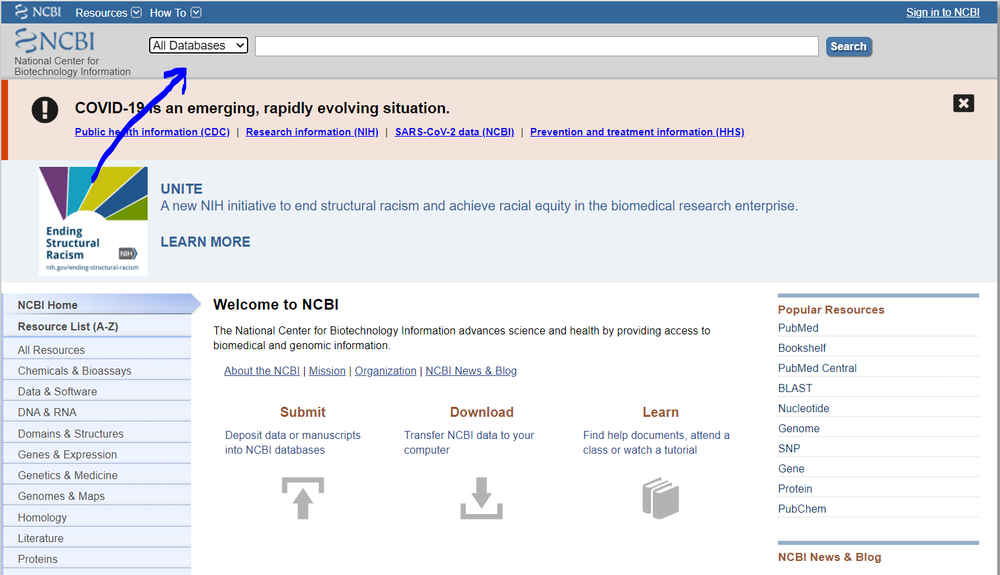 NCBI Resources How To Sign in to NCBI
NCBI
National Center for
Biotechnology Information
All Databases
Search
COVID-19 is an emerging, rapidly evolving situation.
Public health information (CDC) | Research information (NIH) | SARS-CoV-2 data (NCBI) | Prevention and treatment information (HHS)
Ending
Structural
Racism
NIH
nih.gov/ending-structural-racism
UNITE
A new NIH initiative to end structural racism and achieve racial equity in the biomedical research enterprise.
LEARN MORE
NCBI Home
Resource List (A-Z)
All Resources
Chemicals & Bioassays
Data & Software
DNA & RNA
Domains & Structures
Genes & Expression
Genetics & Medicine
Genomes & Maps
Homology
Literature
Proteins
Welcome to NCBI
The National Center for Biotechnology Information advances science and health by providing access to
biomedical and genomic information.
About the NCBI | Mission | Organization | NCBI News & Blog
Submit
Deposit data or manuscripts
into NCBI databases
Download
Transfer NCBI data to your
computer
Learn
Find help documents, attend a
class or watch a tutorial
Popular Resources
PubMed
Bookshelf
PubMed Central
BLAST
Nucleotide
Genome
SNP
Gene
Protein
PubChem
NCBI News & Blog